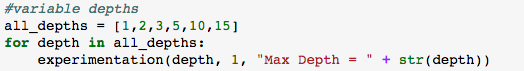 #variable depths
all_depths = [1,2,3,5,10,15]
for depth in all_depths:
    experimentation(depth, 1, "Max Depth = " + str(depth))